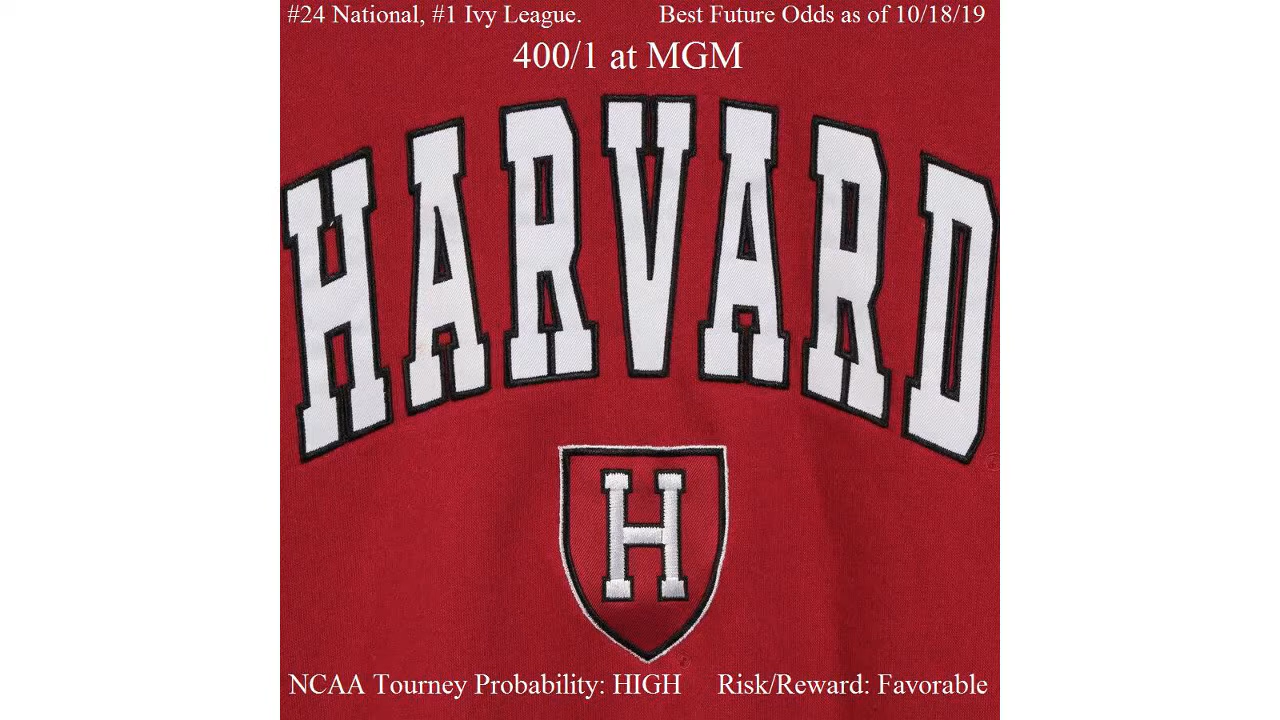 #24 National, #1 Ivy League. Best Future Odds as of 10/18/19
400/1 at MGM
HARVARD
H
NCAA Tourney Probability: HIGH Risk/Reward: Favorable